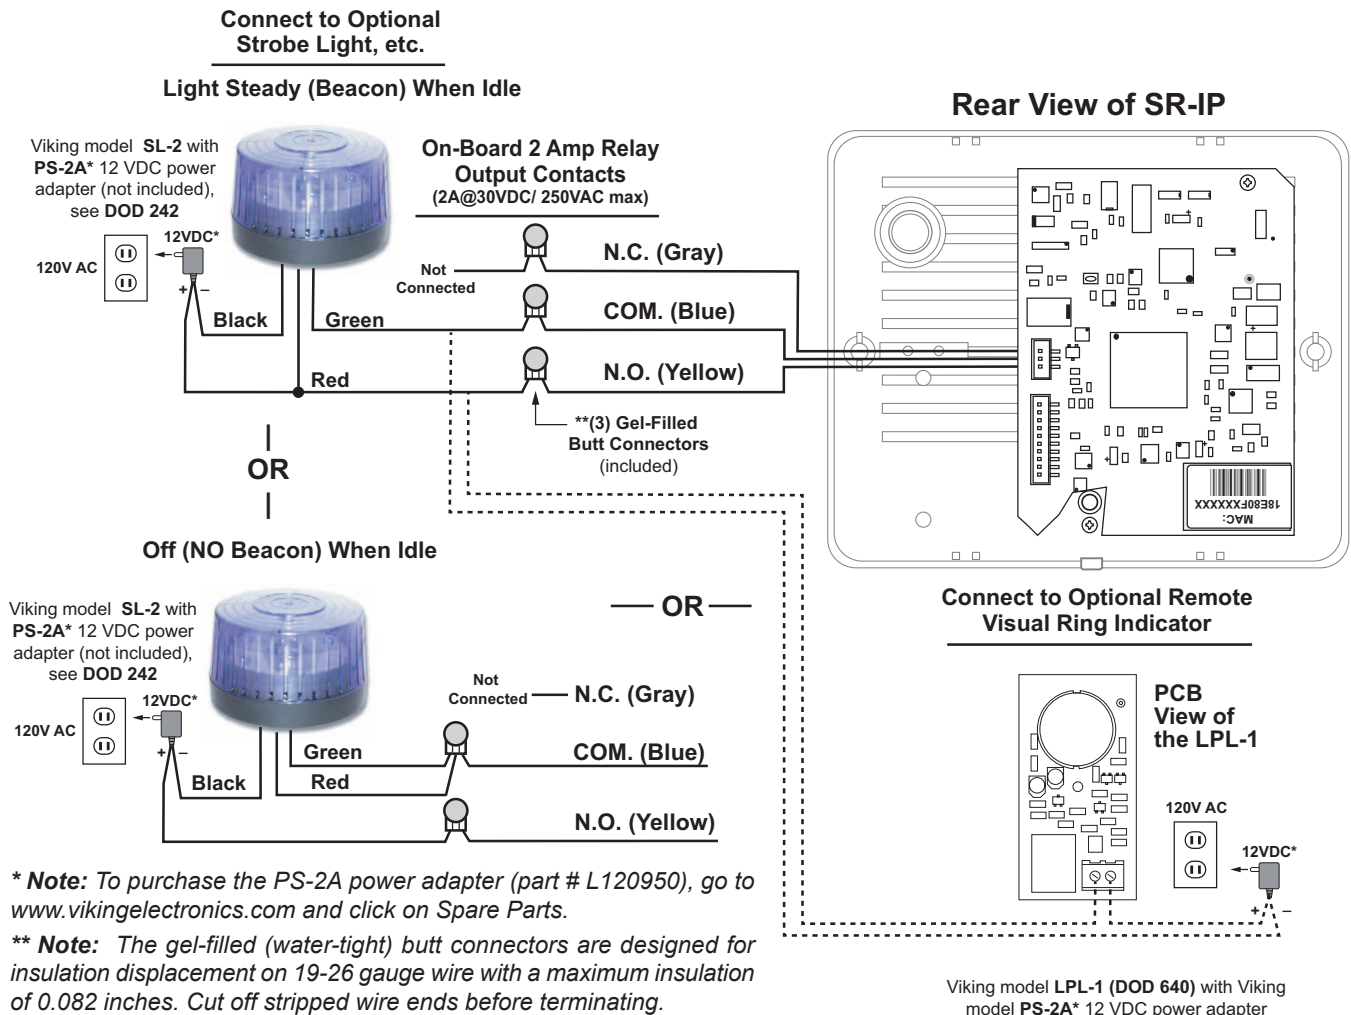 Connect to Optional
Strobe Light, etc.
Light Steady (Beacon) When Idle
Viking model SL-2 with
PS-2A* 12 VDC power
adapter (not included),
see DOD 242
12VDC*
120V AC
+ –
Black
Green
Red
On-Board 2 Amp Relay
Output Contacts
(2A@30VDC/ 250VAC max)
Not
Connected
N.C. (Gray)
COM. (Blue)
N.O. (Yellow)
**(3) Gel-Filled
Butt Connectors
(included)
Rear View of SR-IP
MAC:
18E80FXXXXXX
OR
Off (NO Beacon) When Idle
Viking model SL-2 with
PS-2A* 12 VDC power
adapter (not included),
see DOD 242
12VDC*
120V AC
+ –
Black
Green
Red
Not
Connected
N.C. (Gray)
COM. (Blue)
N.O. (Yellow)
OR
Connect to Optional Remote
Visual Ring Indicator
PCB
View of
the LPL-1
120V AC
12VDC*
+ –
Viking model LPL-1 (DOD 640) with Viking
model PS-2A* 12 VDC power adapter
* Note: To purchase the PS-2A power adapter (part # L120950), go to
www.vikingelectronics.com and click on Spare Parts.
** Note: The gel-filled (water-tight) butt connectors are designed for
insulation displacement on 19-26 gauge wire with a maximum insulation
of 0.082 inches. Cut off stripped wire ends before terminating.